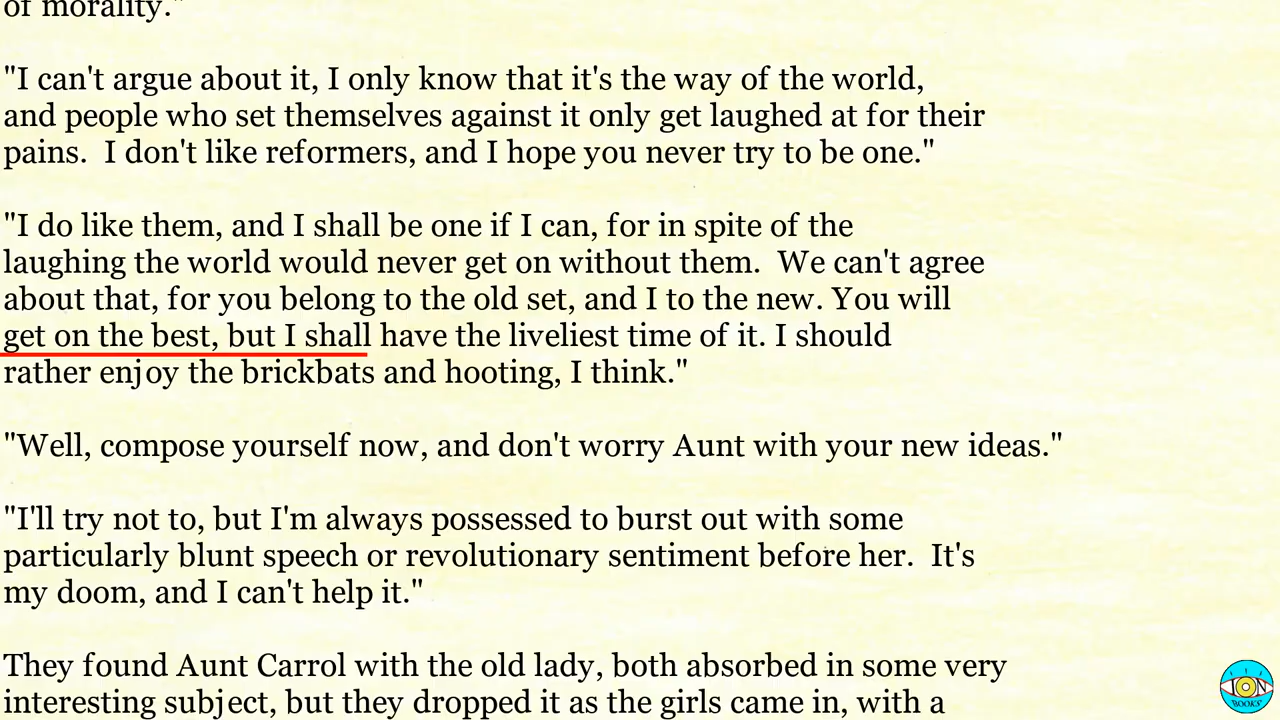 of morality."
"I can't argue about it, I only know that it's the way of the world,
and people who set themselves against it only get laughed at for their
pains.  I don't like reformers, and I hope you never try to be one."
"I do like them, and I shall be one if I can, for in spite of the
laughing the world would never get on without them.  We can't agree
about that, for you belong to the old set, and I to the new. You will
get on the best, but I shall have the liveliest time of it. I should
rather enjoy the brickbats and hooting, I think."
"Well, compose yourself now, and don't worry Aunt with your new ideas."
"I'll try not to, but I'm always possessed to burst out with some
particularly blunt speech or revolutionary sentiment before her.  It's
my doom, and I can't help it."
They found Aunt Carrol with the old lady, both absorbed in some very
interesting subject, but they dropped it as the girls came in, with a
BOOKS